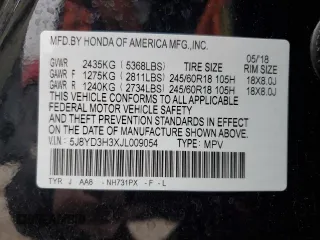 MFD.BY HONDA OF AMERICA MFG.,INC.
05/18
GVWR 2435KG (5368LBS) TIRE SIZE RIM SIZE
GAWR F 1275KG (2811LBS) 245/60R18 105H 18X8.0J
GAWR R 1240KG (2734LBS) 245/60R18 105H 18X8.0J
THIS VEHICLE CONFORMS TO ALL APPLICABLE
FEDERAL MOTOR VEHICLE SAFETY AND THEFT
PREVENTION STANDARDS IN EFFECT ON THE DATE
OF MANUFACTURE SHOWN ABOVE.
V.I.N: 5J8YD3H3XJL009054 TYPE: MPV
TYR J AA6 - NH731PX - F - L